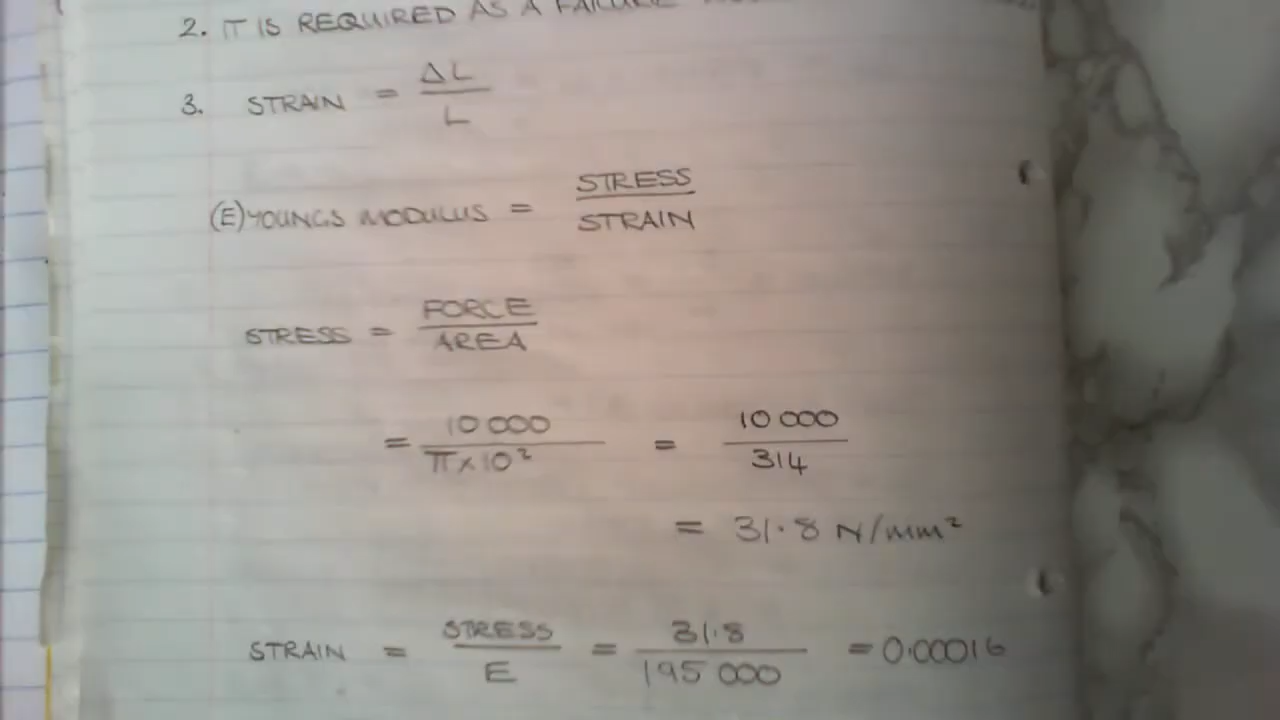 2. IT IS REQUIRED AS A FAILURE
3. STRAIN = ΔL / L
(E) YOUNGS MODULUS = STRESS / STRAIN
STRESS = FORCE / AREA
= 10 000 / π x 10² = 10 000 / 314
= 31.8 N/mm²
STRAIN = STRESS / E = 31.8 / 195 000 = 0.00016